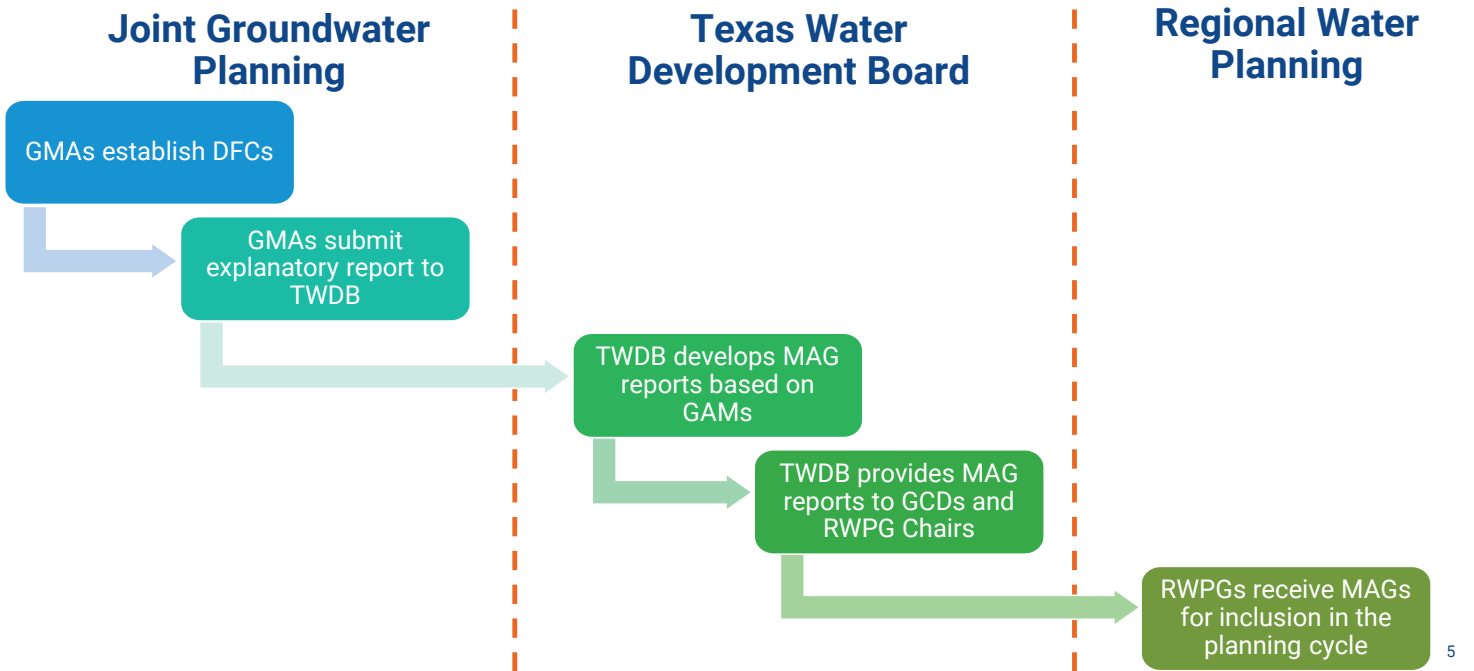 Joint Groundwater
Planning
Texas Water
Development Board
Regional Water
Planning
GMAs establish DFCs
GMAs submit
explanatory report to
TWDB
TWDB develops MAG
reports based on
GAMs
TWDB provides MAG
reports to GCDs and
RWPG Chairs
RWPGs receive MAGs
for inclusion in the
planning cycle
5